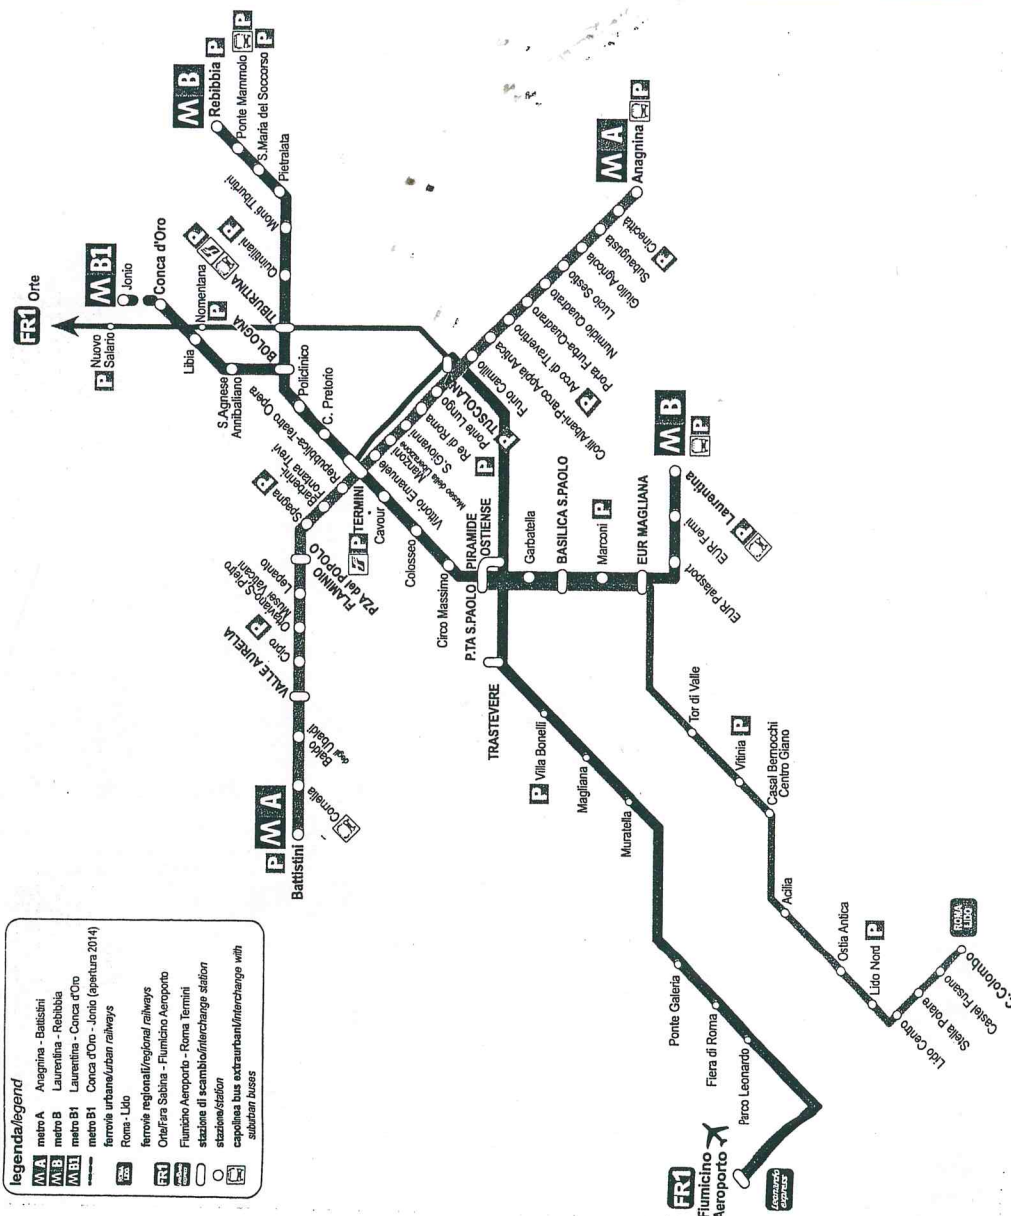 FR1 Orte
P Nuovo
Salario
Nomentana
P
M B1
Jonio
Conca d'Oro
Libia
S.Agnese
Annibaliano
BOLOGNA
TIBURTINA
P
Quintiliani
P
Monti Tiburtini
Pietralata
S.Maria del Soccorso P
Ponte Mammolo P
Rebibbia P
M B
Policlinico
C. Pretorio
Repubblica-Teatro Opera
Barberini-
Fontana Trevi
Spagna P
FLAMINIO
PZA del POPOLO
Lepanto
Ottaviano S.Pietro
Musei Vaticani
Cipro P
VALLE AURELIA
Baldo
degli Ubaldi
Cornelia
Battistini
P M A
P TERMINI
Cavour
Colosseo
Circo Massimo
Vittorio Emanuele
Manzoni
Museo della Liberazione
S.Giovanni
Re di Roma
Ponte Lungo
TUSCOLANA
P
P
Furio Camillo
Colli Albani-Parco Appia Antica
Arco di Travertino
P
Porta Furba-Quadraro
Numidio Quadrato
Lucio Sestio
Giulio Agricola
Subaugusta
Cinecittà
P
Anagnina
M A P
PIRAMIDE
OSTIENSE
P.TA S.PAOLO
Garbatella
BASILICA S.PAOLO
Marconi P
EUR MAGLIANA
EUR Palasport
EUR Fermi
Laurentina
P
M B
P
TRASTEVERE
P Villa Bonelli
Magliana
Muratella
Ponte Galeria
Fiera di Roma
Parco Leonardo
FR1
Fiumicino
Aeroporto
Leonardo
express
Tor di Valle
Vitinia P
Casal Bernocchi
Centro Giano
Acilia
Ostia Antica
Lido Nord P
Lido Centro
Stella Polare
Castel Fusano
C.Colombo
ROMA
LIDO
legenda/legend
M A metro A Anagnina - Battistini
M B metro B Laurentina - Rebibbia
M B1 metro B1 Laurentina - Conca d'Oro
metro B1 Conca d'Oro - Jonio (apertura 2014)
ferrovie urbane/urban railways
ROMA LIDO Roma - Lido
ferrovie regionali/regional railways
FR1 Orte/Fara Sabina - Fiumicino Aeroporto
Leonardo express Fiumicino Aeroporto - Roma Termini
stazione di scambio/interchange station
stazione/station
capolinea bus extraurbani/interchange with
suburban buses